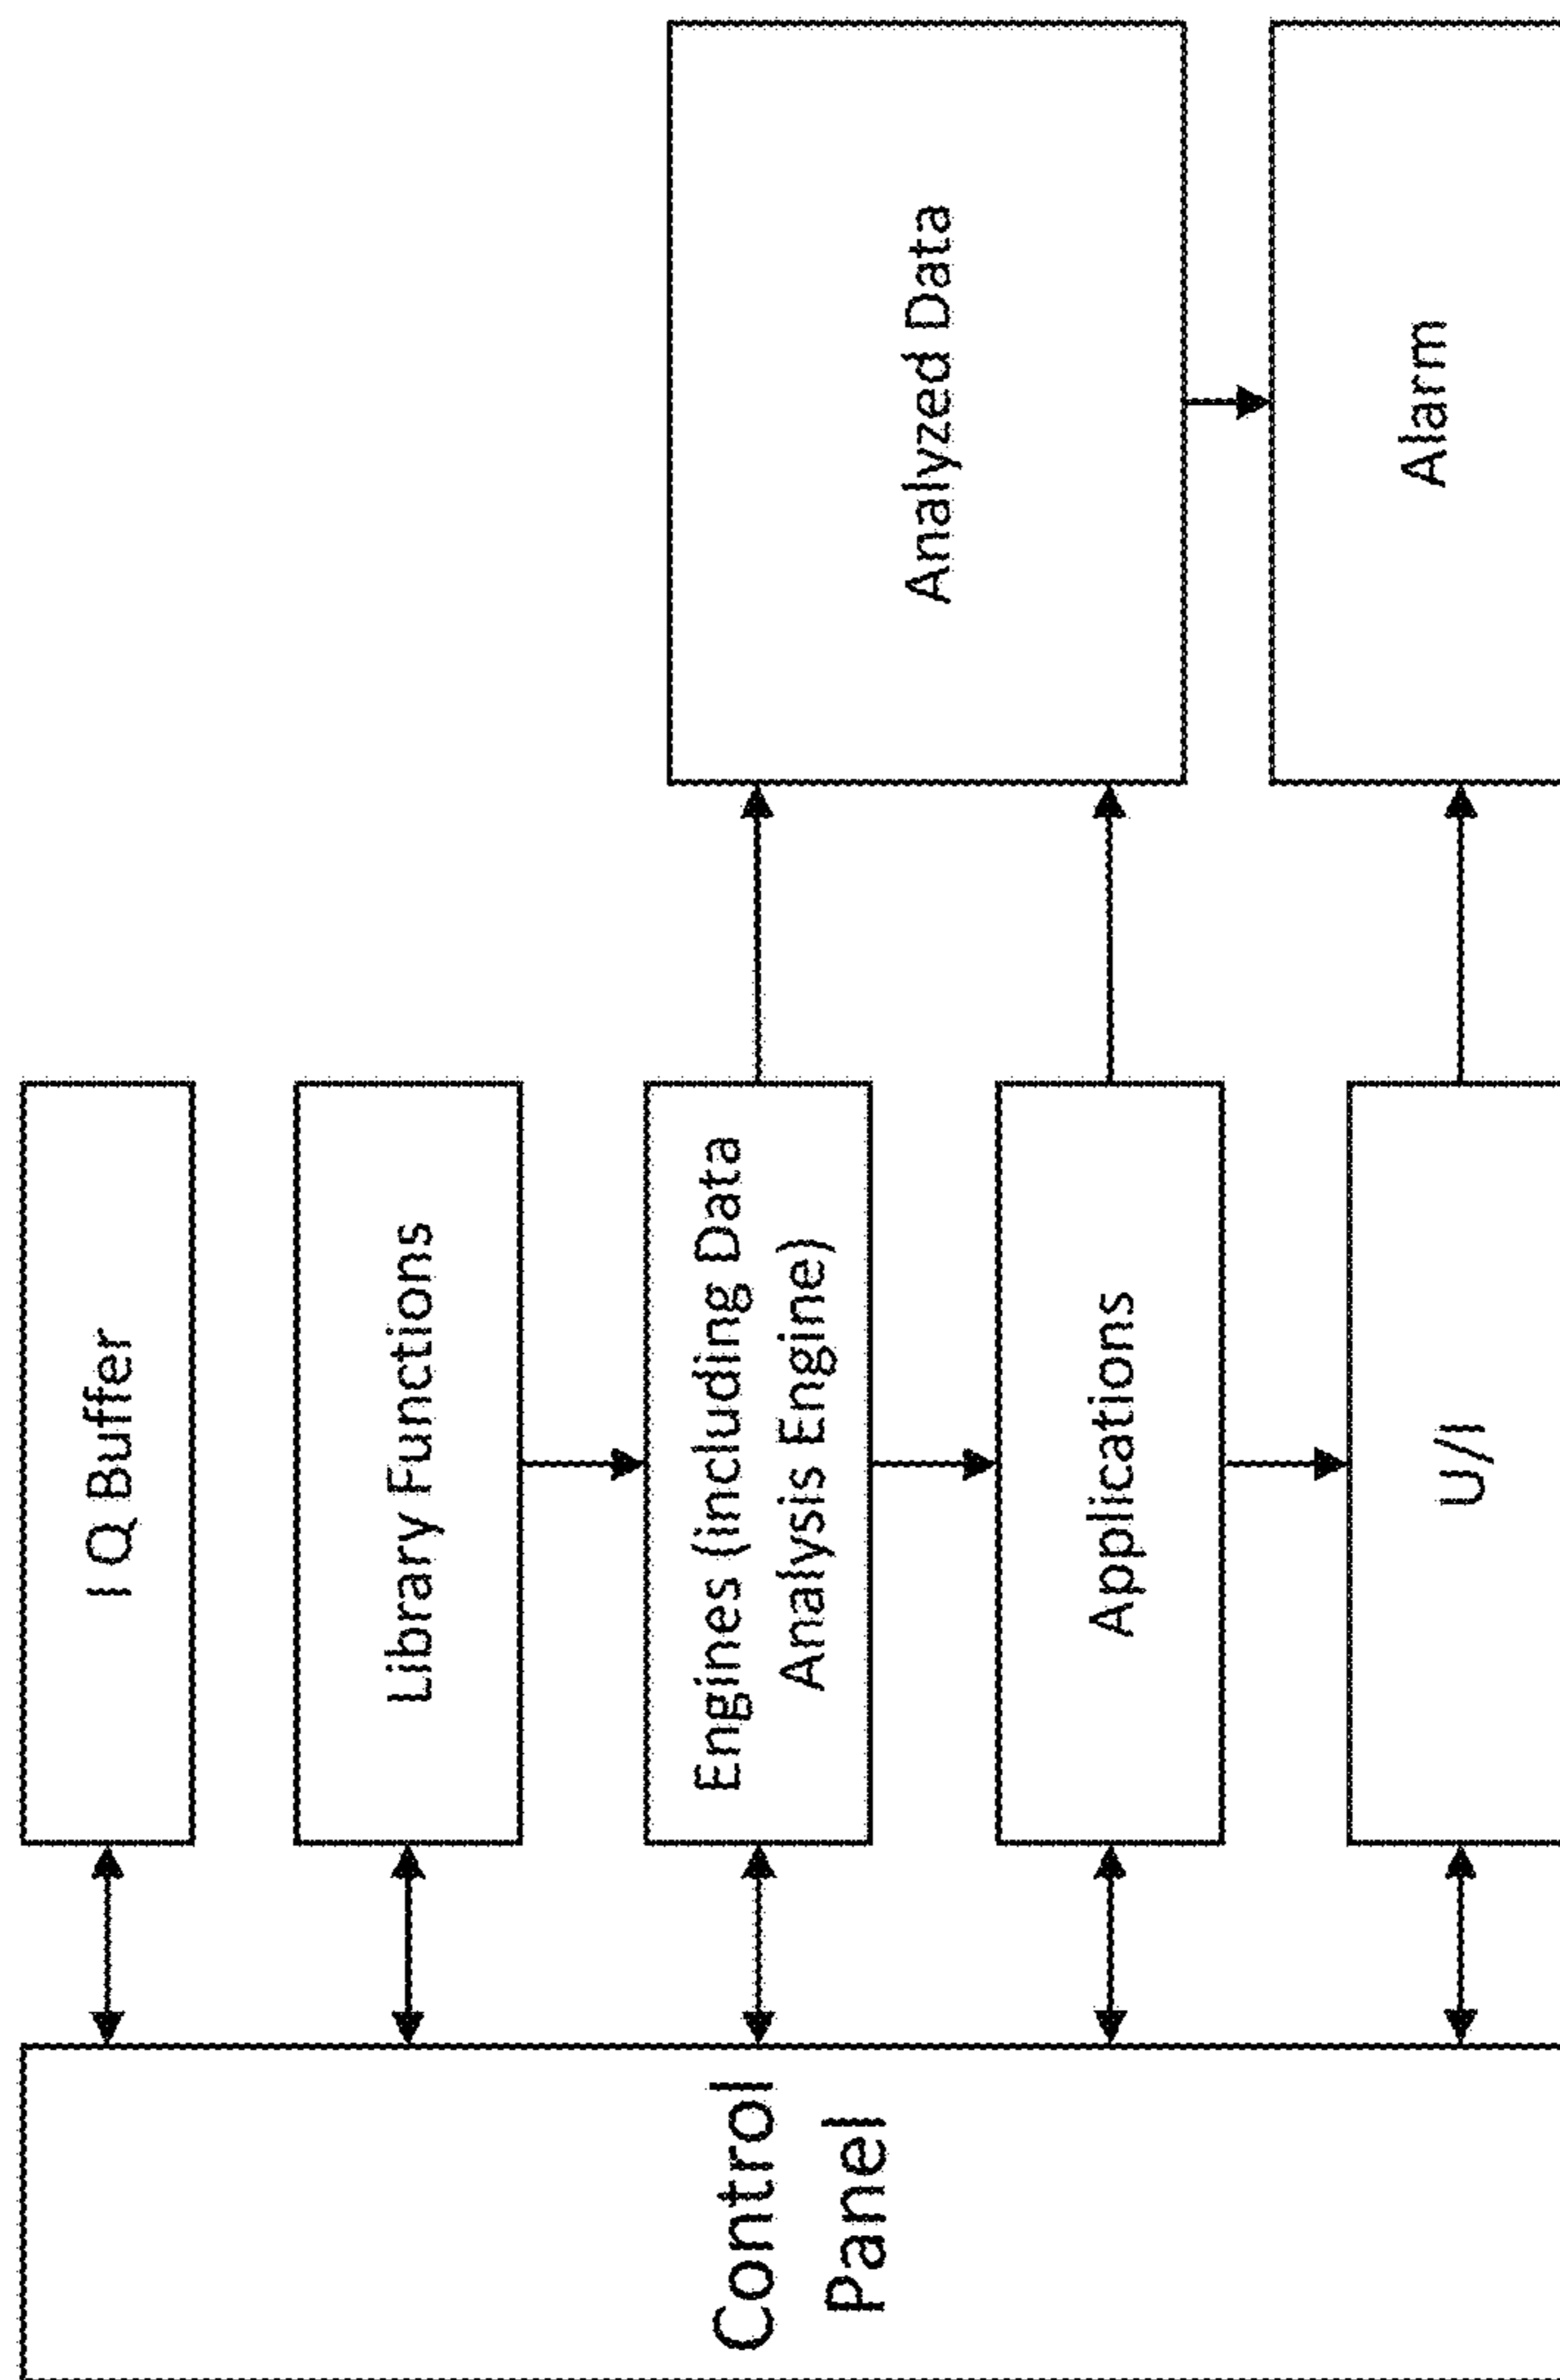 Control
Panel
I Q Buffer
Library Functions
Engines (including Data
Analysis Engine)
Applications
U/I
Analyzed Data
Alarm